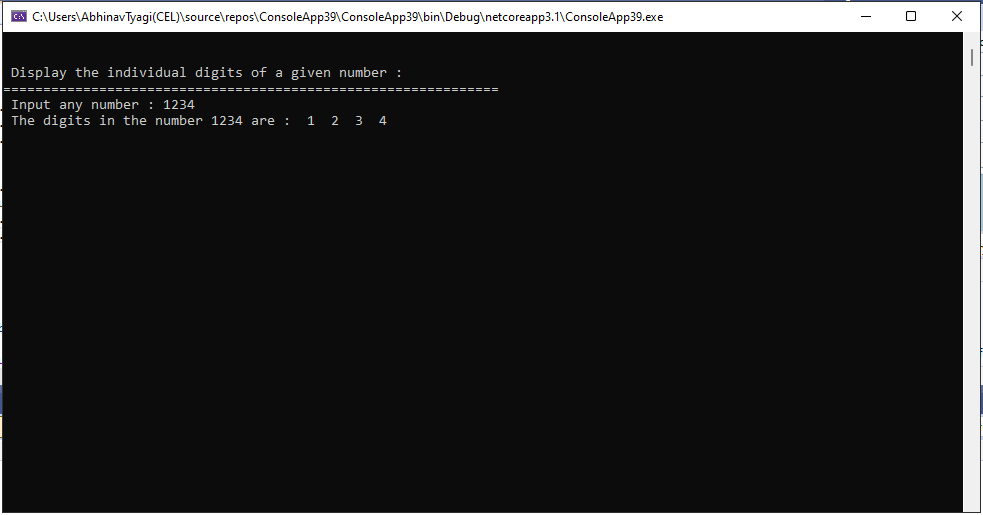 C:\Users\AbhinavTyagi(CEL)\source\repos\ConsoleApp39\ConsoleApp39\bin\Debug\netcoreapp3.1\ConsoleApp39.exe
Display the individual digits of a given number :
==============================================================
Input any number : 1234
The digits in the number 1234 are :  1  2  3  4